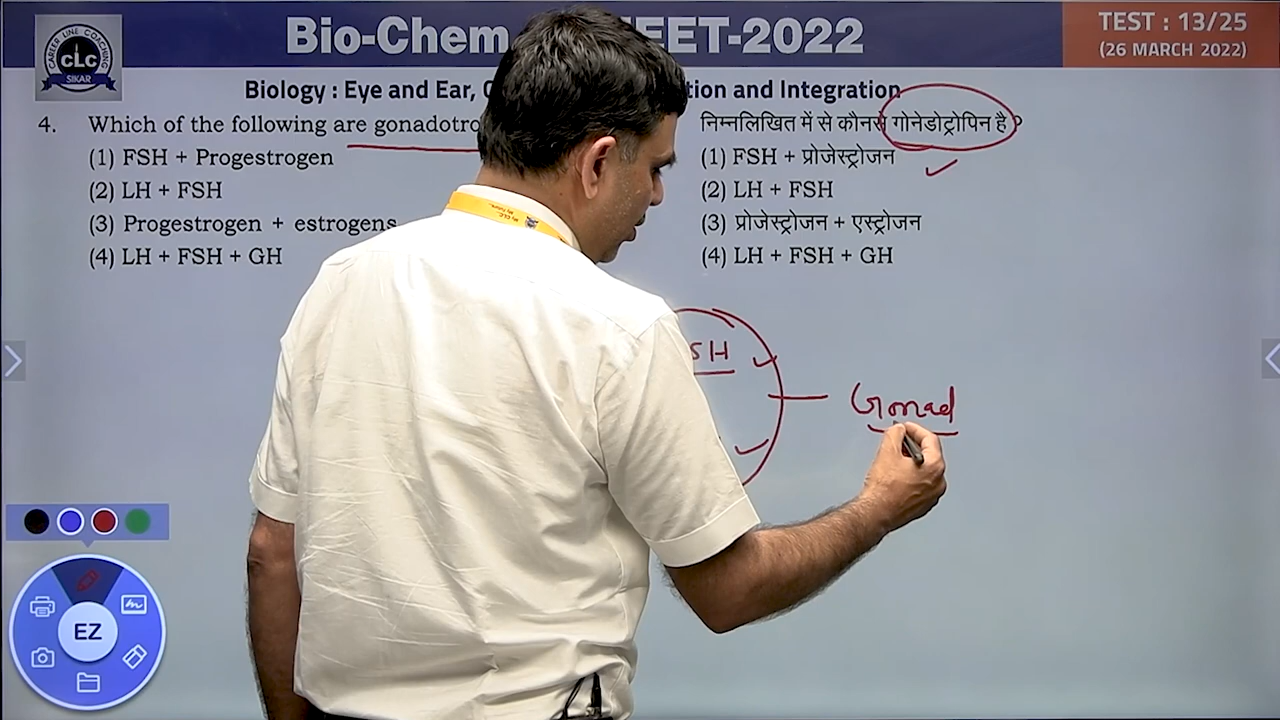 CAREER LINE COACHING
CLC
SIKAR
Bio-Chem EET-2022
TEST : 13/25
(26 MARCH 2022)
Biology : Eye and Ear, tion and Integration
4. Which of the following are gonadotro
(1) FSH + Progestrogen
(2) LH + FSH
(3) Progestrogen + estrogens
(4) LH + FSH + GH
निम्नलिखित में से कौनसे गोनेडोट्रोपिन है ?
(1) FSH + प्रोजेस्ट्रोजन
(2) LH + FSH
(3) प्रोजेस्ट्रोजन + एस्ट्रोजन
(4) LH + FSH + GH
SH
Gonad
EZ